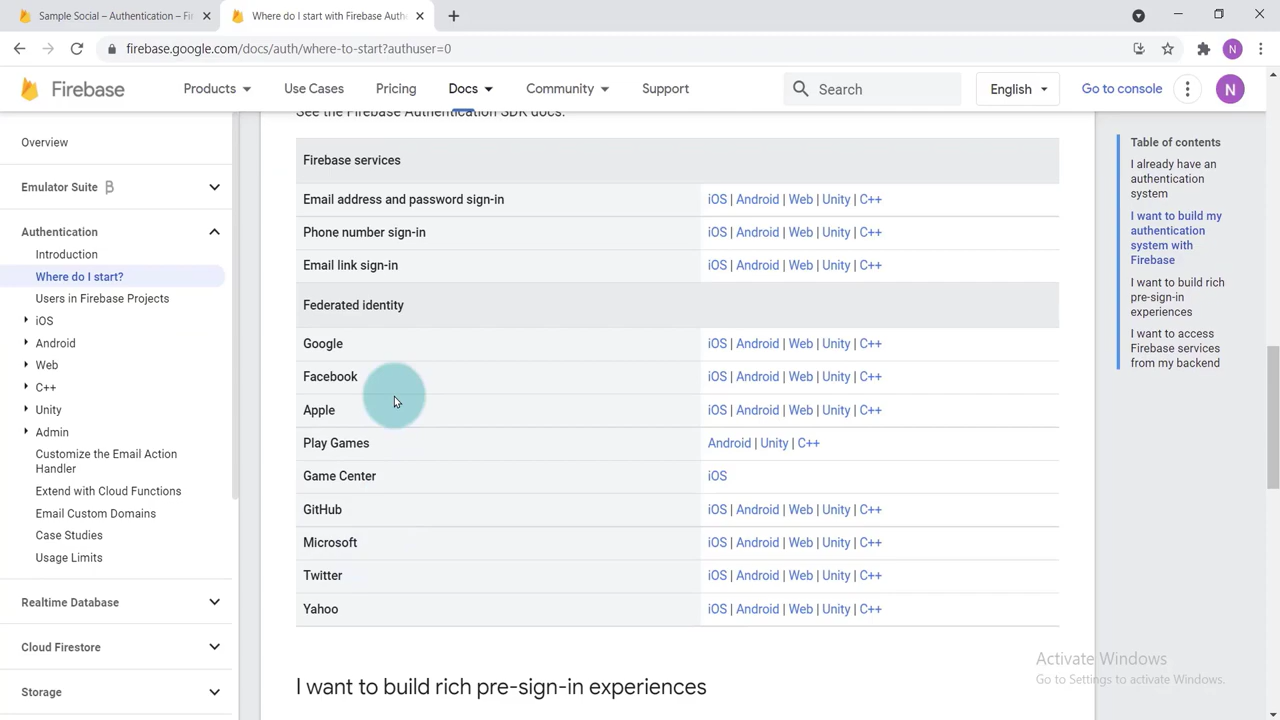 Sample Social – Authentication – Fi
Where do I start with Firebase Auth
firebase.google.com/docs/auth/where-to-start?authuser=0
N
Firebase
Products
Use Cases
Pricing
Docs
Community
Support
Search
English
Go to console
N
Overview
Emulator Suite β
Authentication
Introduction
Where do I start?
Users in Firebase Projects
iOS
Android
Web
C++
Unity
Admin
Customize the Email Action
Handler
Extend with Cloud Functions
Email Custom Domains
Case Studies
Usage Limits
Realtime Database
Cloud Firestore
Storage
See the Firebase Authentication SDK docs.
Firebase services
Email address and password sign-in iOS | Android | Web | Unity | C++
Phone number sign-in iOS | Android | Web | Unity | C++
Email link sign-in iOS | Android | Web | Unity | C++
Federated identity
Google iOS | Android | Web | Unity | C++
Facebook iOS | Android | Web | Unity | C++
Apple iOS | Android | Web | Unity | C++
Play Games Android | Unity | C++
Game Center iOS
GitHub iOS | Android | Web | Unity | C++
Microsoft iOS | Android | Web | Unity | C++
Twitter iOS | Android | Web | Unity | C++
Yahoo iOS | Android | Web | Unity | C++
I want to build rich pre-sign-in experiences
Table of contents
I already have an
authentication
system
I want to build my
authentication
system with
Firebase
I want to build rich
pre-sign-in
experiences
I want to access
Firebase services
from my backend
Activate Windows
Go to Settings to activate Windows.